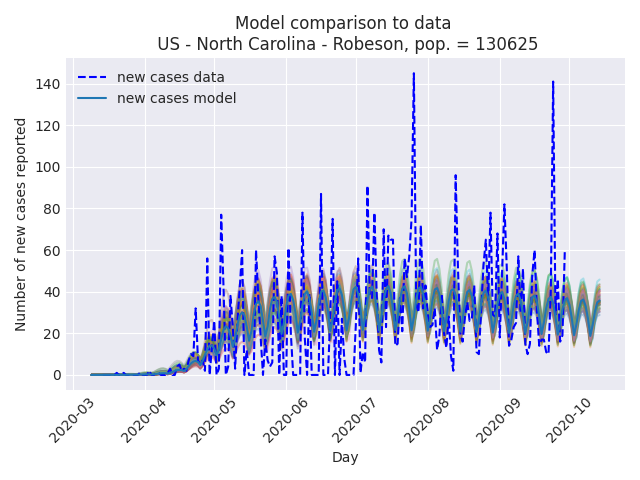 Model comparison to data
US - North Carolina - Robeson, pop. = 130625
new cases data
new cases model
Number of new cases reported
140
120
100
80
60
40
20
0
2020-03
2020-04
2020-05
2020-06
2020-07
2020-08
2020-09
2020-10
Day